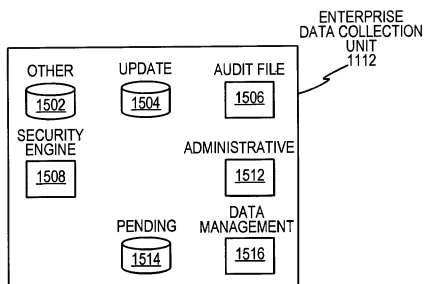 ENTERPRISE
DATA COLLECTION
UNIT
1112
OTHER
UPDATE
AUDIT FILE
1502
1504
1506
SECURITY
ENGINE
1508
ADMINISTRATIVE
1512
PENDING
1514
DATA
MANAGEMENT
1516